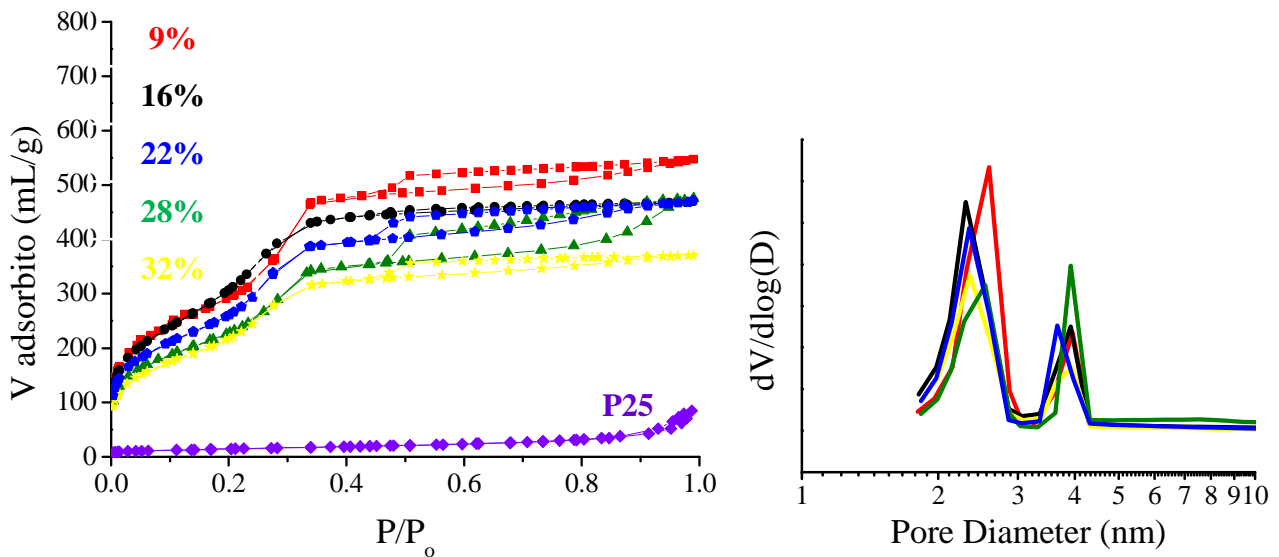 800
700
600
500
400
300
200
100
0
V adsorbito (mL/g)
9%
16%
22%
28%
32%
P25
0.0 0.2 0.4 0.6 0.8 1.0
P/Pₒ
dV/dlog(D)
1 2 3 4 5 6 7 8 9 10
Pore Diameter (nm)